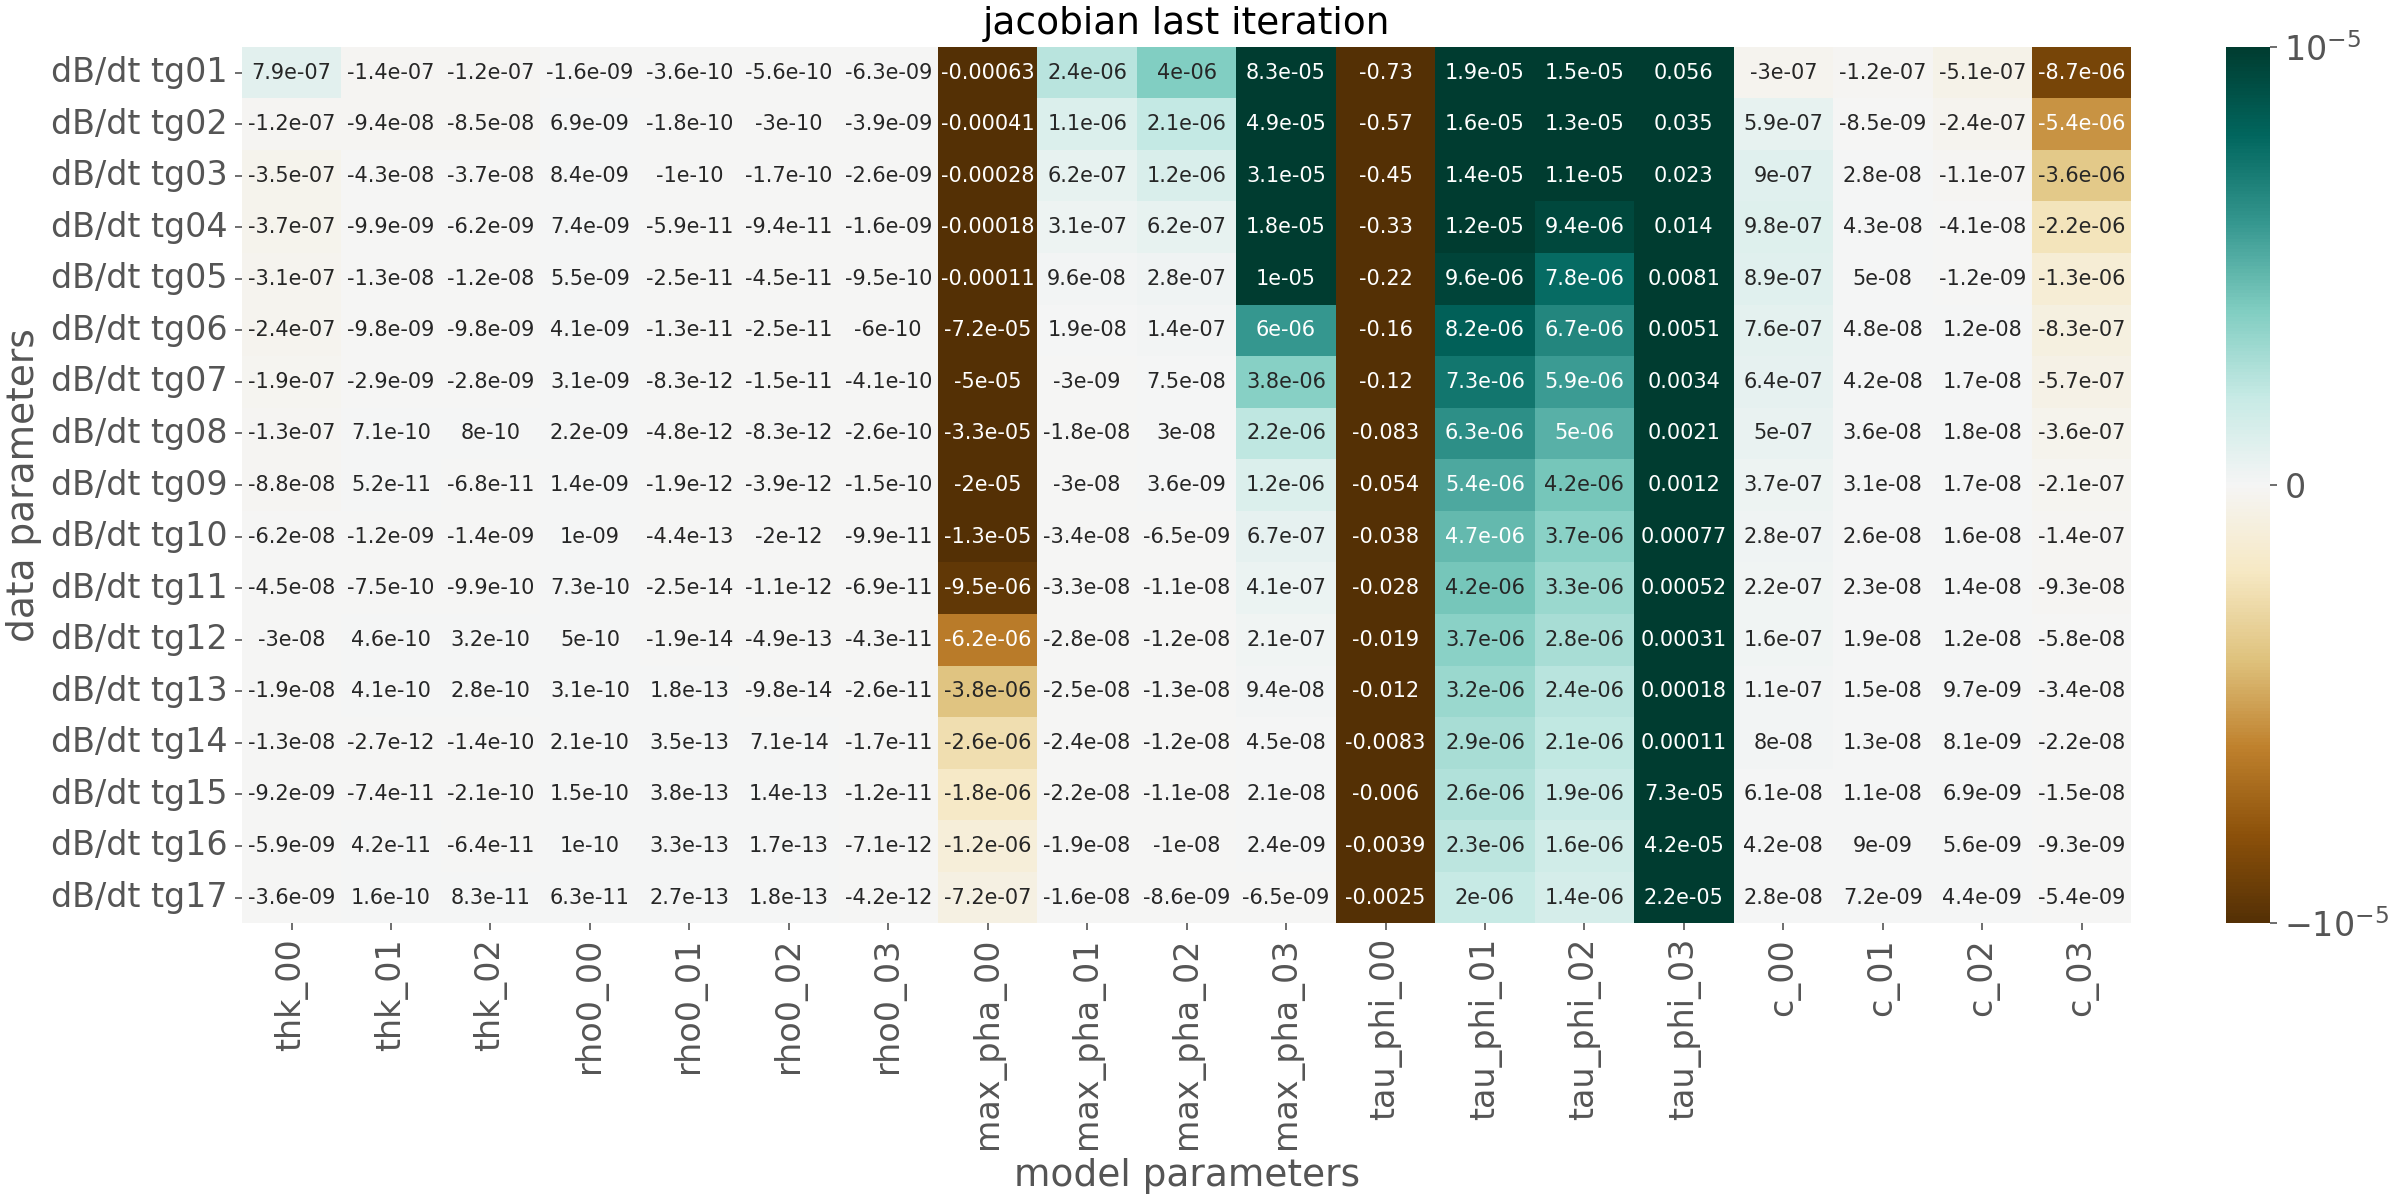 jacobian last iteration
dB/dt tg01 7.9e-07 -1.4e-07 -1.2e-07 -1.6e-09 -3.6e-10 -5.6e-10 -6.3e-09 -0.00063 2.4e-06 4e-06 8.3e-05 -0.73 1.9e-05 1.5e-05 0.056 -3e-07 -1.2e-07 -5.1e-07 -8.7e-06
dB/dt tg02 -1.2e-07 -9.4e-08 -8.5e-08 6.9e-09 -1.8e-10 -3e-10 -3.9e-09 -0.00041 1.1e-06 2.1e-06 4.9e-05 -0.57 1.6e-05 1.3e-05 0.035 5.9e-07 -8.5e-09 -2.4e-07 -5.4e-06
dB/dt tg03 -3.5e-07 -4.3e-08 -3.7e-08 8.4e-09 -1e-10 -1.7e-10 -2.6e-09 -0.00028 6.2e-07 1.2e-06 3.1e-05 -0.45 1.4e-05 1.1e-05 0.023 9e-07 2.8e-08 -1.1e-07 -3.6e-06
dB/dt tg04 -3.7e-07 -9.9e-09 -6.2e-09 7.4e-09 -5.9e-11 -9.4e-11 -1.6e-09 -0.00018 3.1e-07 6.2e-07 1.8e-05 -0.33 1.2e-05 9.4e-06 0.014 9.8e-07 4.3e-08 -4.1e-08 -2.2e-06
dB/dt tg05 -3.1e-07 -1.3e-08 -1.2e-08 5.5e-09 -2.5e-11 -4.5e-11 -9.5e-10 -0.00011 9.6e-08 2.8e-07 1e-05 -0.22 9.6e-06 7.8e-06 0.0081 8.9e-07 5e-08 -1.2e-09 -1.3e-06
dB/dt tg06 -2.4e-07 -9.8e-09 -9.8e-09 4.1e-09 -1.3e-11 -2.5e-11 -6e-10 -7.2e-05 1.9e-08 1.4e-07 6e-06 -0.16 8.2e-06 6.7e-06 0.0051 7.6e-07 4.8e-08 1.2e-08 -8.3e-07
dB/dt tg07 -1.9e-07 -2.9e-09 -2.8e-09 3.1e-09 -8.3e-12 -1.5e-11 -4.1e-10 -5e-05 -3e-09 7.5e-08 3.8e-06 -0.12 7.3e-06 5.9e-06 0.0034 6.4e-07 4.2e-08 1.7e-08 -5.7e-07
dB/dt tg08 -1.3e-07 7.1e-10 8e-10 2.2e-09 -4.8e-12 -8.3e-12 -2.6e-10 -3.3e-05 -1.8e-08 3e-08 2.2e-06 -0.083 6.3e-06 5e-06 0.0021 5e-07 3.6e-08 1.8e-08 -3.6e-07
dB/dt tg09 -8.8e-08 5.2e-11 -6.8e-11 1.4e-09 -1.9e-12 -3.9e-12 -1.5e-10 -2e-05 -3e-08 3.6e-09 1.2e-06 -0.054 5.4e-06 4.2e-06 0.0012 3.7e-07 3.1e-08 1.7e-08 -2.1e-07
dB/dt tg10 -6.2e-08 -1.2e-09 -1.4e-09 1e-09 -4.4e-13 -2e-12 -9.9e-11 -1.3e-05 -3.4e-08 -6.5e-09 6.7e-07 -0.038 4.7e-06 3.7e-06 0.00077 2.8e-07 2.6e-08 1.6e-08 -1.4e-07
dB/dt tg11 -4.5e-08 -7.5e-10 -9.9e-10 7.3e-10 -2.5e-14 -1.1e-12 -6.9e-11 -9.5e-06 -3.3e-08 -1.1e-08 4.1e-07 -0.028 4.2e-06 3.3e-06 0.00052 2.2e-07 2.3e-08 1.4e-08 -9.3e-08
dB/dt tg12 -3e-08 4.6e-10 3.2e-10 5e-10 -1.9e-14 -4.9e-13 -4.3e-11 -6.2e-06 -2.8e-08 -1.2e-08 2.1e-07 -0.019 3.7e-06 2.8e-06 0.00031 1.6e-07 1.9e-08 1.2e-08 -5.8e-08
dB/dt tg13 -1.9e-08 4.1e-10 2.8e-10 3.1e-10 1.8e-13 -9.8e-14 -2.6e-11 -3.8e-06 -2.5e-08 -1.3e-08 9.4e-08 -0.012 3.2e-06 2.4e-06 0.00018 1.1e-07 1.5e-08 9.7e-09 -3.4e-08
dB/dt tg14 -1.3e-08 -2.7e-12 -1.4e-10 2.1e-10 3.5e-13 7.1e-14 -1.7e-11 -2.6e-06 -2.4e-08 -1.2e-08 4.5e-08 -0.0083 2.9e-06 2.1e-06 0.00011 8e-08 1.3e-08 8.1e-09 -2.2e-08
dB/dt tg15 -9.2e-09 -7.4e-11 -2.1e-10 1.5e-10 3.8e-13 1.4e-13 -1.2e-11 -1.8e-06 -2.2e-08 -1.1e-08 2.1e-08 -0.006 2.6e-06 1.9e-06 7.3e-05 6.1e-08 1.1e-08 6.9e-09 -1.5e-08
dB/dt tg16 -5.9e-09 4.2e-11 -6.4e-11 1e-10 3.3e-13 1.7e-13 -7.1e-12 -1.2e-06 -1.9e-08 -1e-08 2.4e-09 -0.0039 2.3e-06 1.6e-06 4.2e-05 4.2e-08 9e-09 5.6e-09 -9.3e-09
dB/dt tg17 -3.6e-09 1.6e-10 8.3e-11 6.3e-11 2.7e-13 1.8e-13 -4.2e-12 -7.2e-07 -1.6e-08 -8.6e-09 -6.5e-09 -0.0025 2e-06 1.4e-06 2.2e-05 2.8e-08 7.2e-09 4.4e-09 -5.4e-09
data parameters
thk_00 thk_01 thk_02 rho0_00 rho0_01 rho0_02 rho0_03 max_pha_00 max_pha_01 max_pha_02 max_pha_03 tau_phi_00 tau_phi_01 tau_phi_02 tau_phi_03 c_00 c_01 c_02 c_03
model parameters
10⁻⁵
0
−10⁻⁵